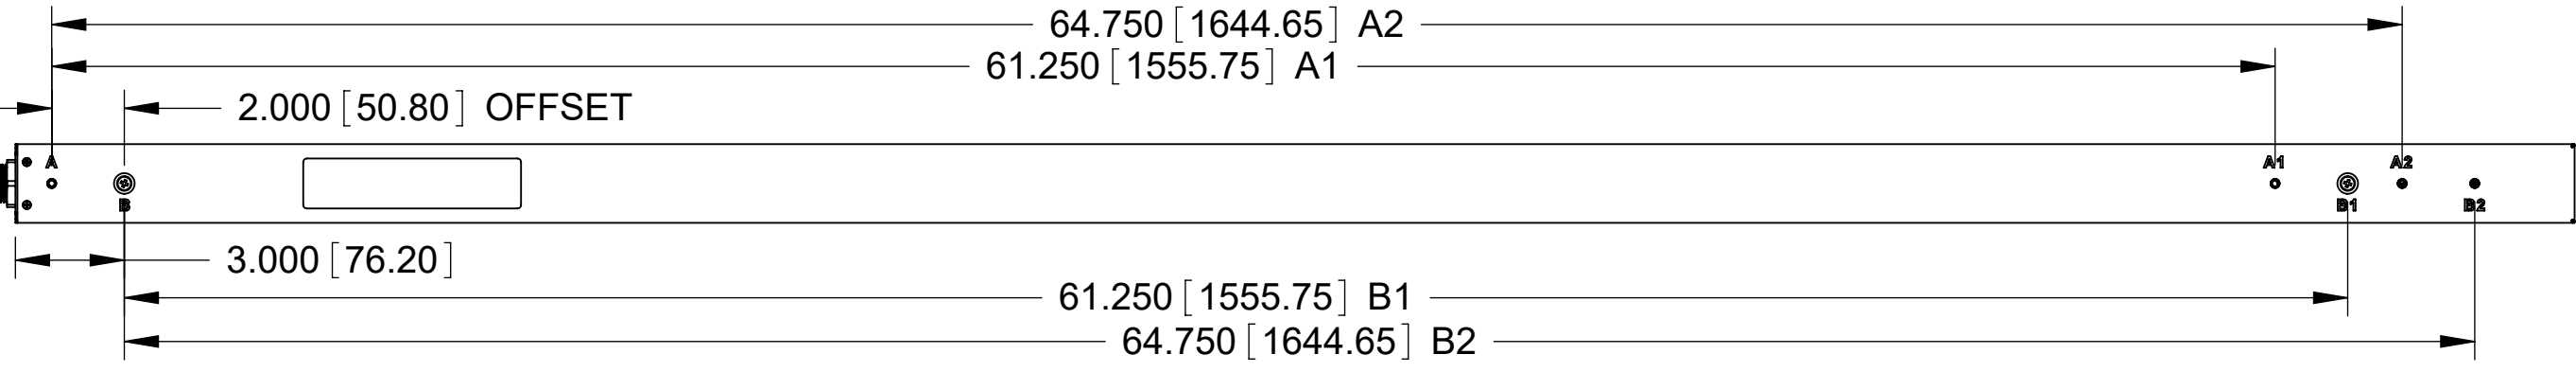 64.750 [1644.65] A2
61.250 [1555.75] A1
2.000 [50.80] OFFSET
A A1 A2
B B1 B2
3.000 [76.20]
61.250 [1555.75] B1
64.750 [1644.65] B2